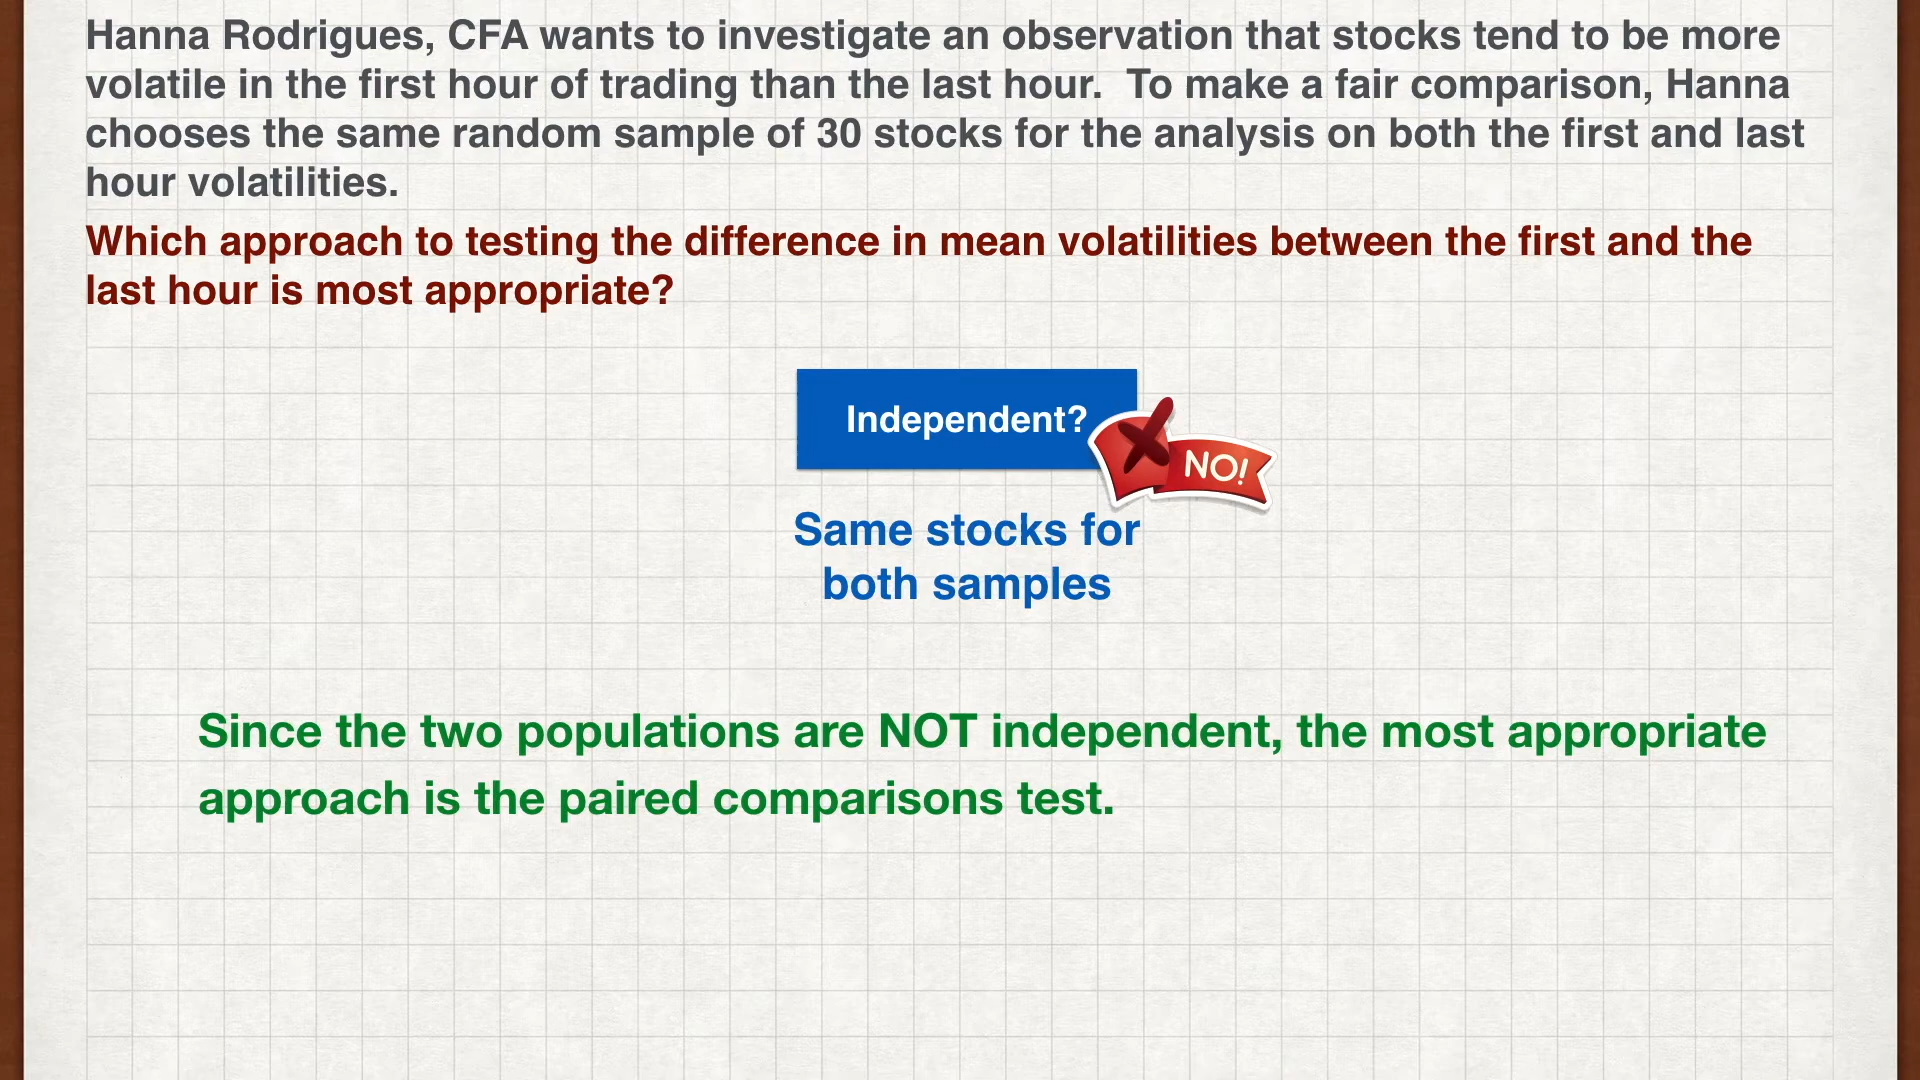 Hanna Rodrigues, CFA wants to investigate an observation that stocks tend to be more
volatile in the first hour of trading than the last hour.  To make a fair comparison, Hanna
chooses the same random sample of 30 stocks for the analysis on both the first and last
hour volatilities.
Which approach to testing the difference in mean volatilities between the first and the
last hour is most appropriate?
Independent?
NO!
Same stocks for
both samples
Since the two populations are NOT independent, the most appropriate
approach is the paired comparisons test.